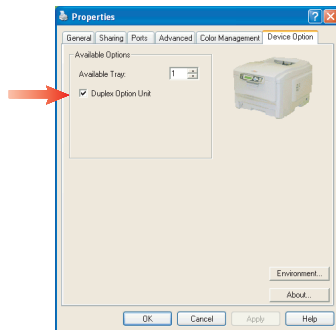 Properties
General Sharing Ports Advanced Color Management Device Option
Available Options
Available Tray: 1
Duplex Option Unit
Environment...
About...
OK Cancel Apply Help